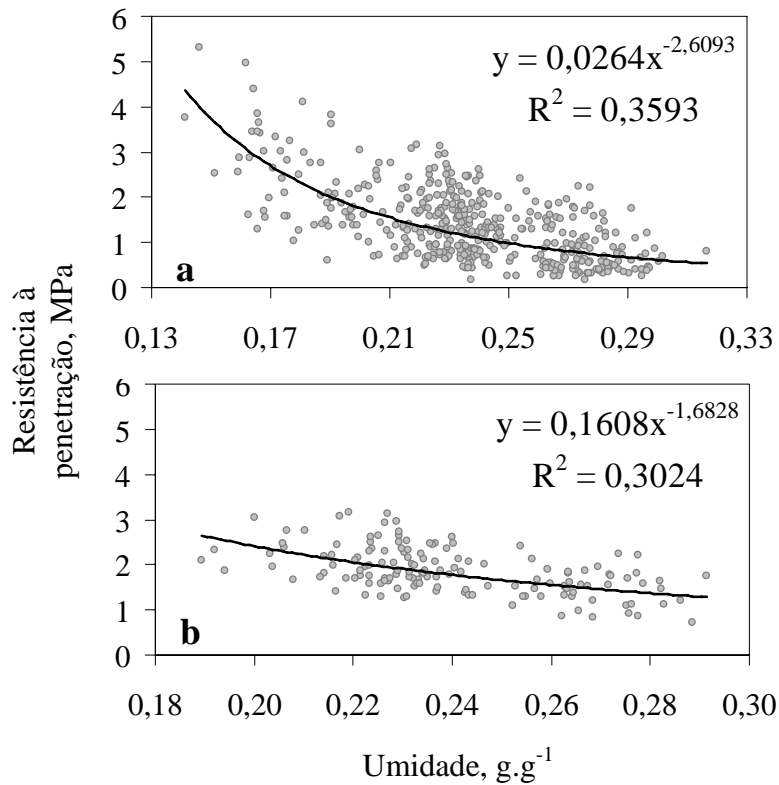 Resistência à
penetração, MPa
6
5
4
3
2
1
0
y = 0,0264x^-2,6093
R² = 0,3593
a
0,13 0,17 0,21 0,25 0,29 0,33
6
5
4
3
2
1
0
y = 0,1608x^-1,6828
R² = 0,3024
b
0,18 0,20 0,22 0,24 0,26 0,28 0,30
Umidade, g.g⁻¹